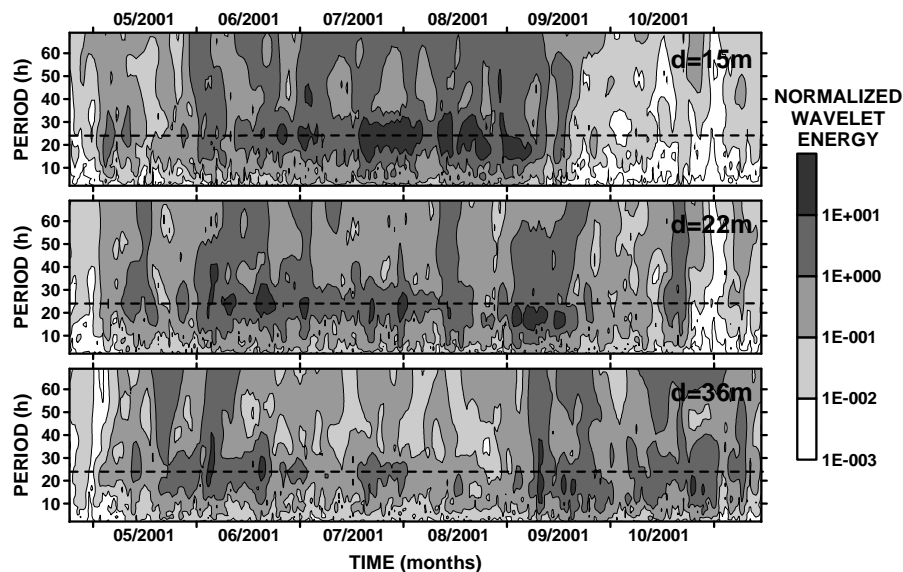 05/2001 06/2001 07/2001 08/2001 09/2001 10/2001
PERIOD (h)
60
50
40
30
20
10
d=15m
PERIOD (h)
60
50
40
30
20
10
d=22m
PERIOD (h)
60
50
40
30
20
10
d=36m
05/2001 06/2001 07/2001 08/2001 09/2001 10/2001
TIME (months)
NORMALIZED
WAVELET
ENERGY
1E+001
1E+000
1E-001
1E-002
1E-003